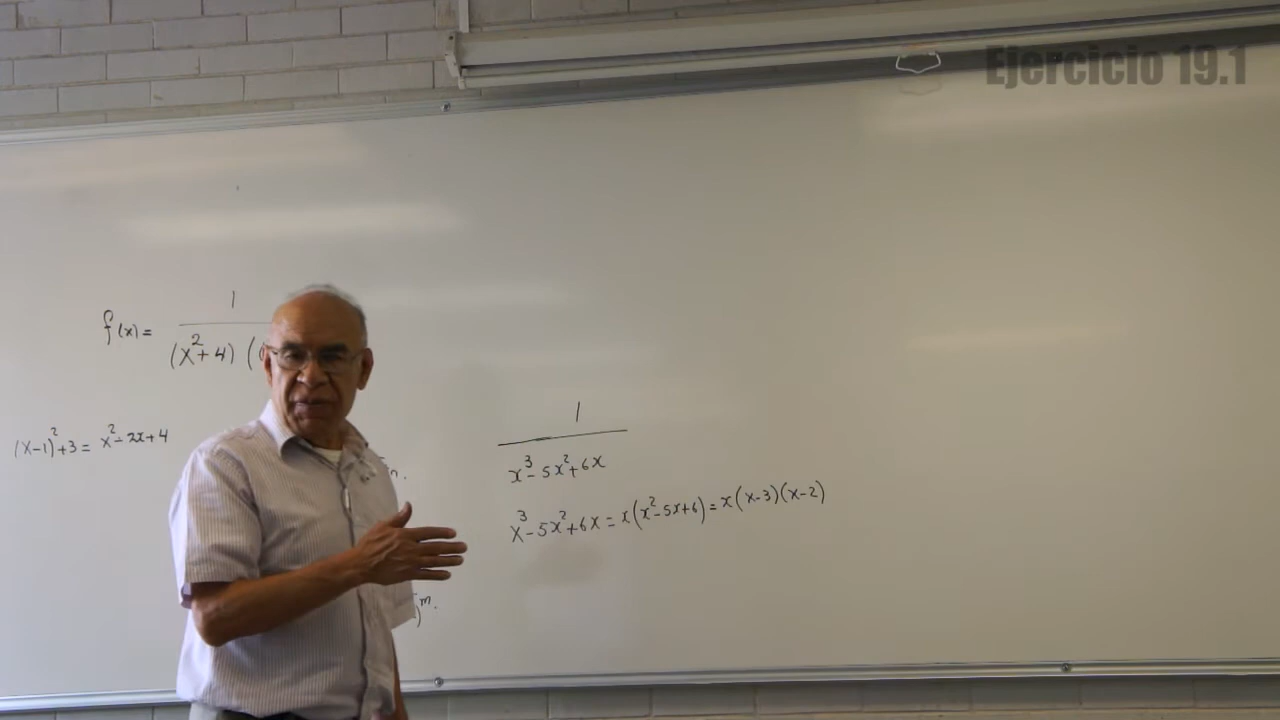 Ejercicio 19.1
f(x) = 1 / (x²+4) (
(x-1)²+3 = x²-2x+4
n.
)^m.
1 / x³-5x²+6x
x³-5x²+6x = x(x²-5x+6) = x(x-3)(x-2)